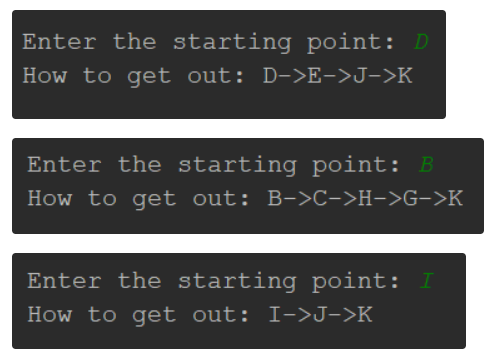 Enter the starting point: D
How to get out: D->E->J->K
Enter the starting point: B
How to get out: B->C->H->G->K
Enter the starting point: I
How to get out: I->J->K